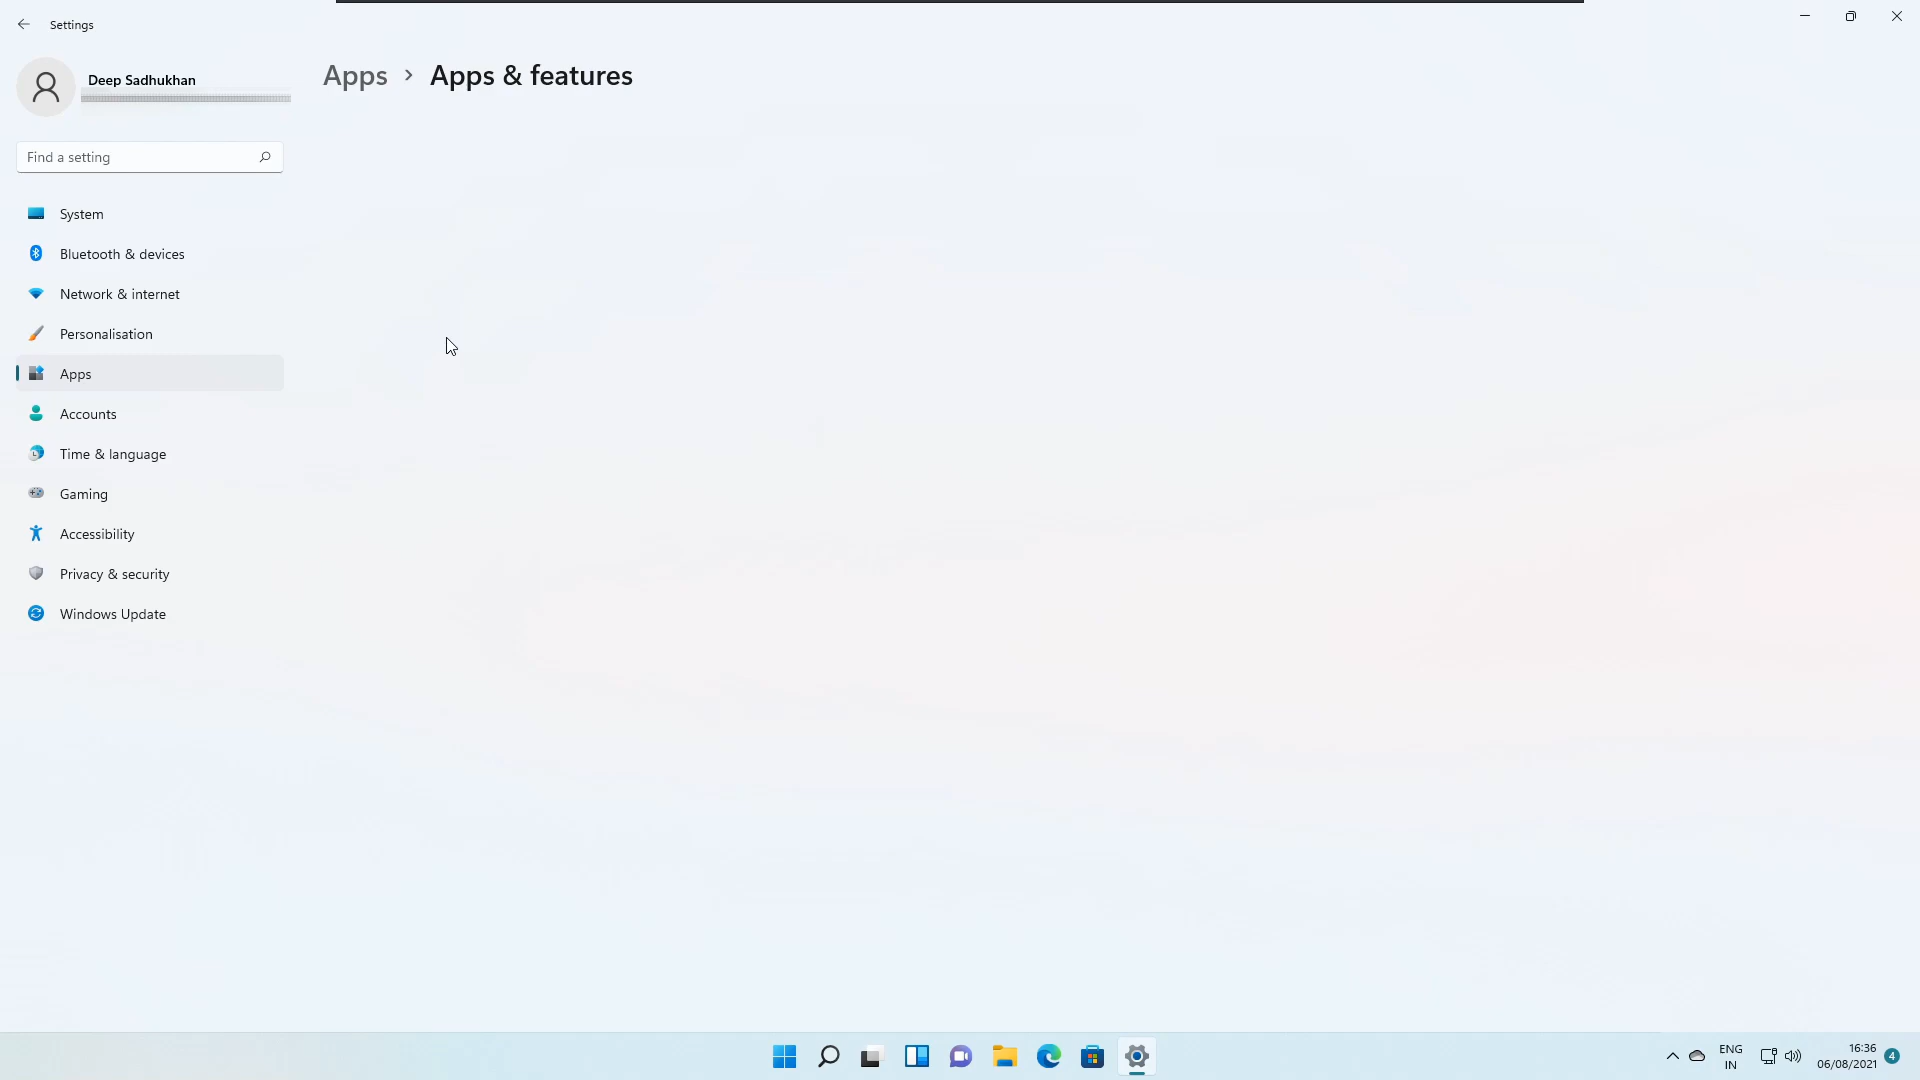 Settings
Deep Sadhukhan
Apps > Apps & features
Find a setting
System
Bluetooth & devices
Network & internet
Personalisation
Apps
Accounts
Time & language
Gaming
Accessibility
Privacy & security
Windows Update
ENG
IN
16:36
06/08/2021
4